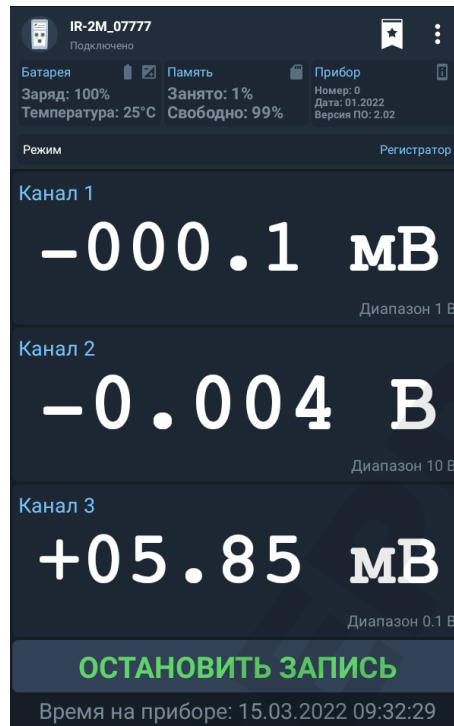 IR-2M_07777
Подключено
Батарея
Заряд: 100%
Температура: 25°C
Память
Занято: 1%
Свободно: 99%
Прибор
Номер: 0
Дата: 01.2022
Версия ПО: 2.02
Режим
Регистратор
Канал 1
-000.1 мВ
Диапазон 1 В
Канал 2
-0.004 В
Диапазон 10 В
Канал 3
+05.85 мВ
Диапазон 0.1 В
ОСТАНОВИТЬ ЗАПИСЬ
Время на приборе: 15.03.2022 09:32:29